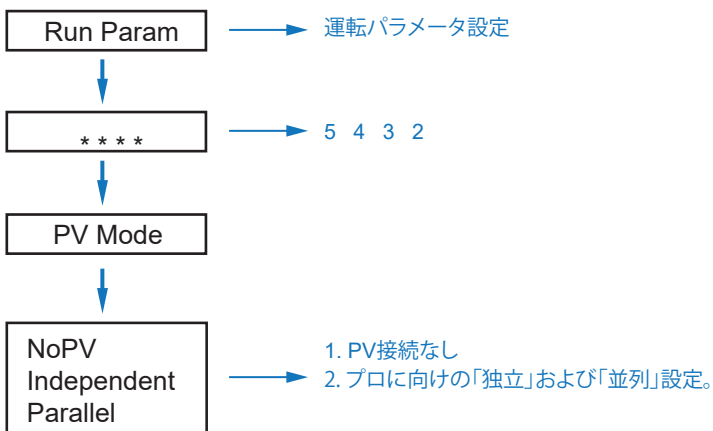 Run Param
運転パラメータ設定
* * * *
5 4 3 2
PV Mode
NoPV
Independent
Parallel
1. PV接続なし
2. プロに向けの「独立」および「並列」設定。